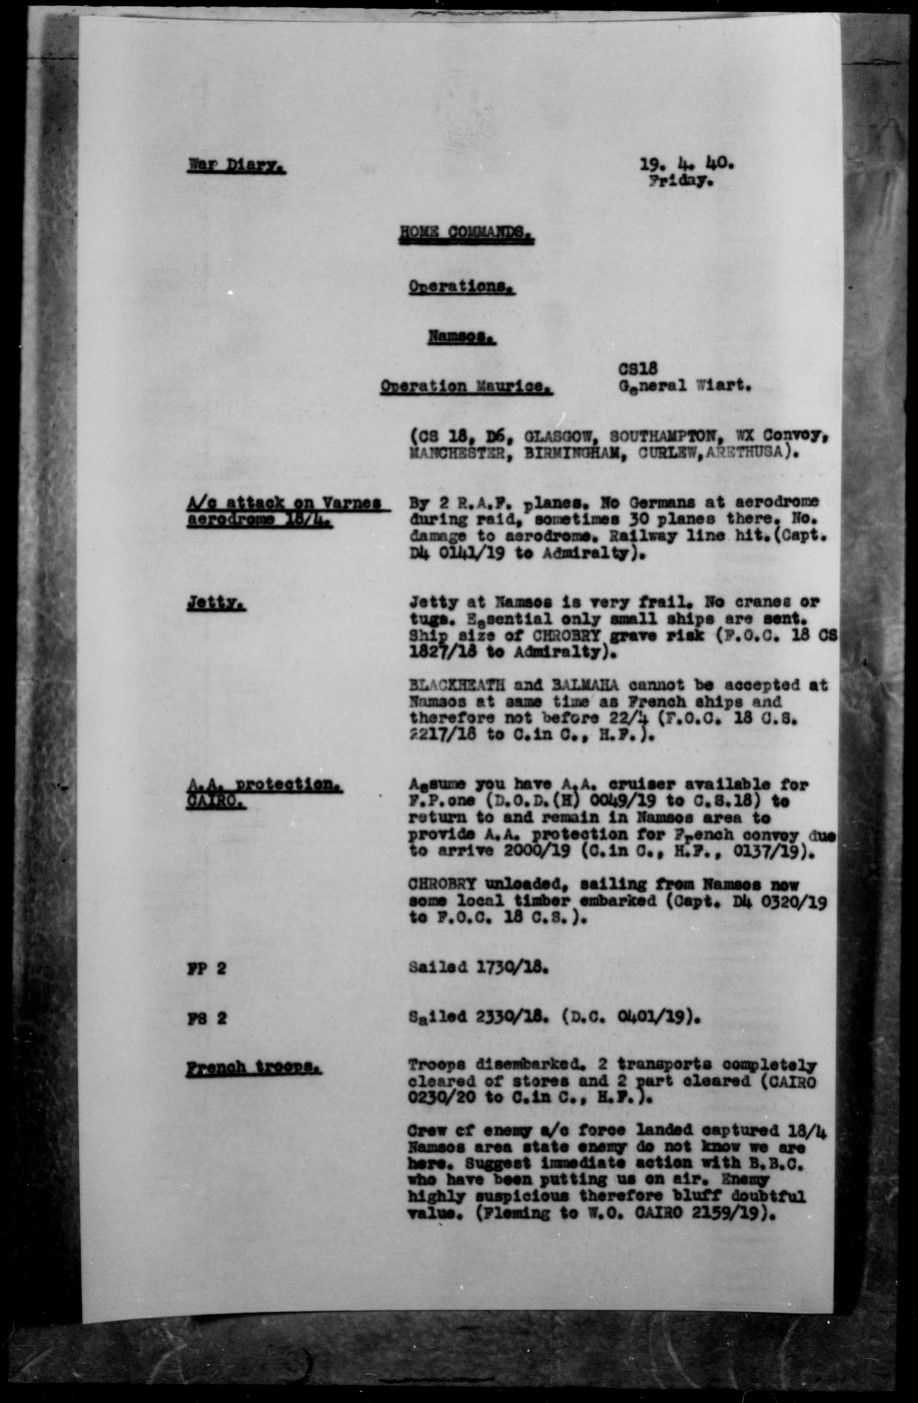 War Diary.
19. 4. 40.
Friday.
HOME COMMANDS.
Operations.
Namsos.
CS18
Operation Maurice. General Wiart.
(CS 18, D6, GLASGOW, SOUTHAMPTON, WX Convoy,
MANCHESTER, BIRMINGHAM, CURLEW,ARETHUSA).
A/c attack on Varnes
aerodrome 18/4.
By 2 R.A.F. planes. No Germans at aerodrome
during raid, sometimes 30 planes there. No.
damage to aerodrome. Railway line hit.(Capt.
D4 0141/19 to Admiralty).
Jetty.
Jetty at Namsos is very frail. No cranes or
tugs. Essential only small ships are sent.
Ship size of CHROBRY grave risk (F.O.C. 18 CS
1827/18 to Admiralty).
BLACKHEATH and BALMAHA cannot be accepted at
Namsos at same time as French ships and
therefore not before 22/4 (F.O.C. 18 C.S.
2217/18 to C.in C., H.F.).
A.A. protection.
CAIRO.
Assume you have A.A. cruiser available for
F.P.one (D.O.D.(H) 0049/19 to C.S.18) to
return to and remain in Namsos area to
provide A.A. protection for French convoy due
to arrive 2000/19 (C.in C., H.F., 0137/19).
CHROBRY unloaded, sailing from Namsos now
some local timber embarked (Capt. D4 0320/19
to F.O.C. 18 C.S.).
FP 2
Sailed 1730/18.
FS 2
Sailed 2330/18. (D.C. 0401/19).
French troops.
Troops disembarked. 2 transports completely
cleared of stores and 2 part cleared (CAIRO
0230/20 to C.in C., H.F.).
Crew of enemy a/c force landed captured 18/4
Namsos area state enemy do not know we are
here. Suggest immediate action with B.B.C.
who have been putting us on air. Enemy
highly suspicious therefore bluff doubtful
value. (Fleming to W.O. CAIRO 2159/19).